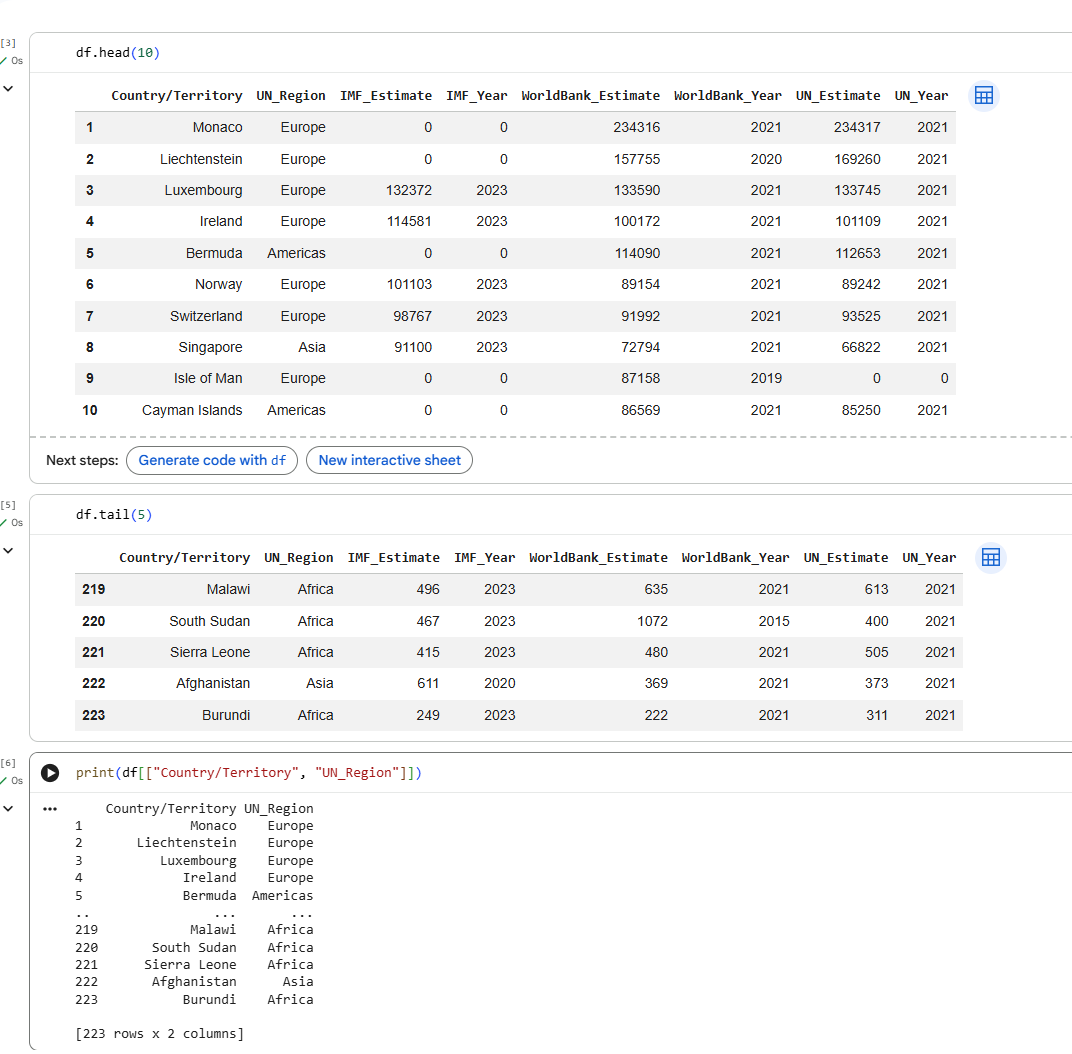 [3]
df.head(10)
0s
Country/Territory UN_Region IMF_Estimate IMF_Year WorldBank_Estimate WorldBank_Year UN_Estimate UN_Year
1 Monaco Europe 0 0 234316 2021 234317 2021
2 Liechtenstein Europe 0 0 157755 2020 169260 2021
3 Luxembourg Europe 132372 2023 133590 2021 133745 2021
4 Ireland Europe 114581 2023 100172 2021 101109 2021
5 Bermuda Americas 0 0 114090 2021 112653 2021
6 Norway Europe 101103 2023 89154 2021 89242 2021
7 Switzerland Europe 98767 2023 91992 2021 93525 2021
8 Singapore Asia 91100 2023 72794 2021 66822 2021
9 Isle of Man Europe 0 0 87158 2019 0 0
10 Cayman Islands Americas 0 0 86569 2021 85250 2021
Next steps: Generate code with df New interactive sheet
[5]
df.tail(5)
0s
Country/Territory UN_Region IMF_Estimate IMF_Year WorldBank_Estimate WorldBank_Year UN_Estimate UN_Year
219 Malawi Africa 496 2023 635 2021 613 2021
220 South Sudan Africa 467 2023 1072 2015 400 2021
221 Sierra Leone Africa 415 2023 480 2021 505 2021
222 Afghanistan Asia 611 2020 369 2021 373 2021
223 Burundi Africa 249 2023 222 2021 311 2021
[6]
print(df[["Country/Territory", "UN_Region"]])
0s
Country/Territory UN_Region
1 Monaco Europe
2 Liechtenstein Europe
3 Luxembourg Europe
4 Ireland Europe
5 Bermuda Americas
.. ... ...
219 Malawi Africa
220 South Sudan Africa
221 Sierra Leone Africa
222 Afghanistan Asia
223 Burundi Africa
[223 rows x 2 columns]